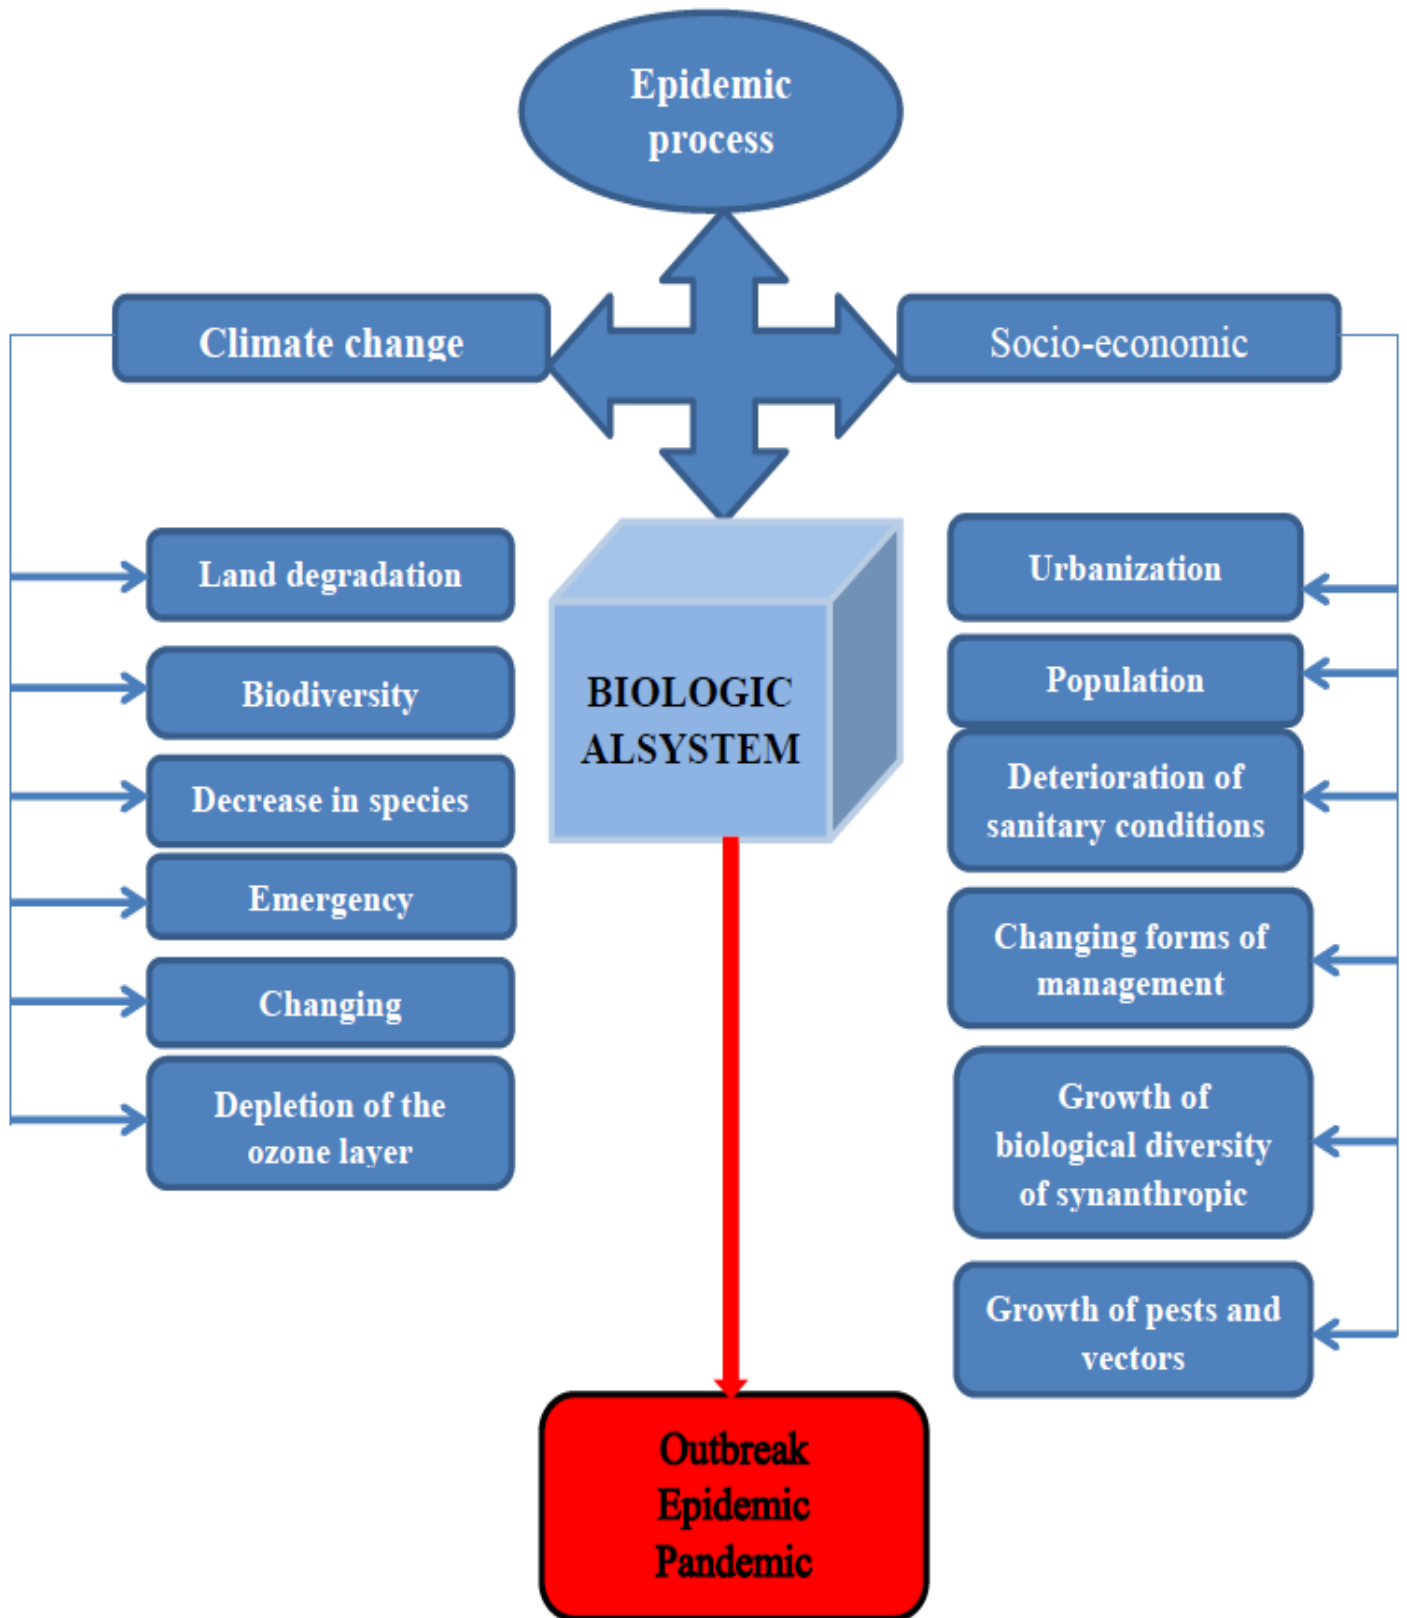 Epidemic
process
Climate change
Socio-economic
Land degradation
Biodiversity
Decrease in species
Emergency
Changing
Depletion of the
ozone layer
BIOLOGIC
ALSYSTEM
Urbanization
Population
Deterioration of
sanitary conditions
Changing forms of
management
Growth of
biological diversity
of synanthropic
Growth of pests and
vectors
Outbreak
Epidemic
Pandemic